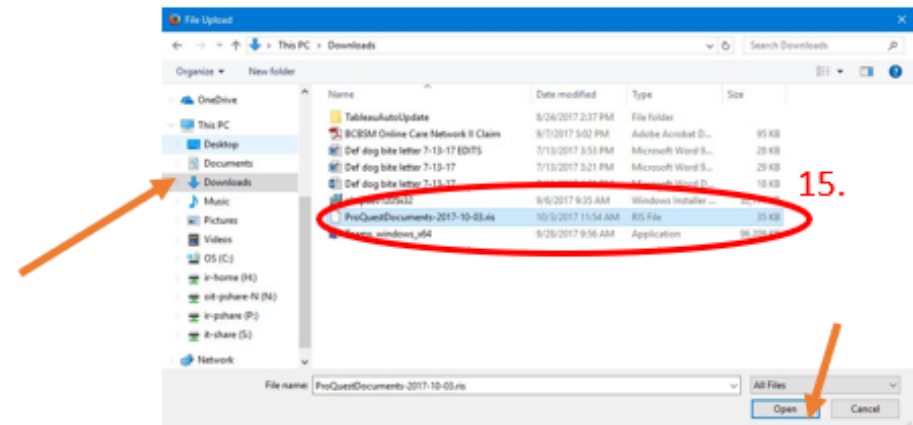 File Upload
This PC > Downloads
Search Downloads
Organize
New folder
Name Date modified Type Size
OneDrive
This PC
Desktop
Documents
Downloads
Music
Pictures
Videos
OS (C:)
ir-home (H:)
oit-pshare-N (N:)
ir-pshare (P:)
it-share (S:)
Network
TableauAutoUpdate 8/24/2017 2:37 PM File folder
BCBSM Online Care Network II Claim 9/7/2017 5:02 PM Adobe Acrobat D... 95 KB
Def dog bite letter 7-13-17 EDITS 7/13/2017 3:53 PM Microsoft Word 9... 28 KB
Def dog bite letter 7-13-17 7/13/2017 3:21 PM Microsoft Word 9... 29 KB
Def dog bite letter 7-13-17 Microsoft Word D... 18 KB
9/6/2017 9:35 AM Windows Installer ...
ProQuestDocuments-2017-10-03.ris 10/3/2017 11:54 AM RIS File 35 KB
windows_x64 9/28/2017 9:56 AM Application
15.
File name: ProQuestDocuments-2017-10-03.ris
All Files
Open
Cancel